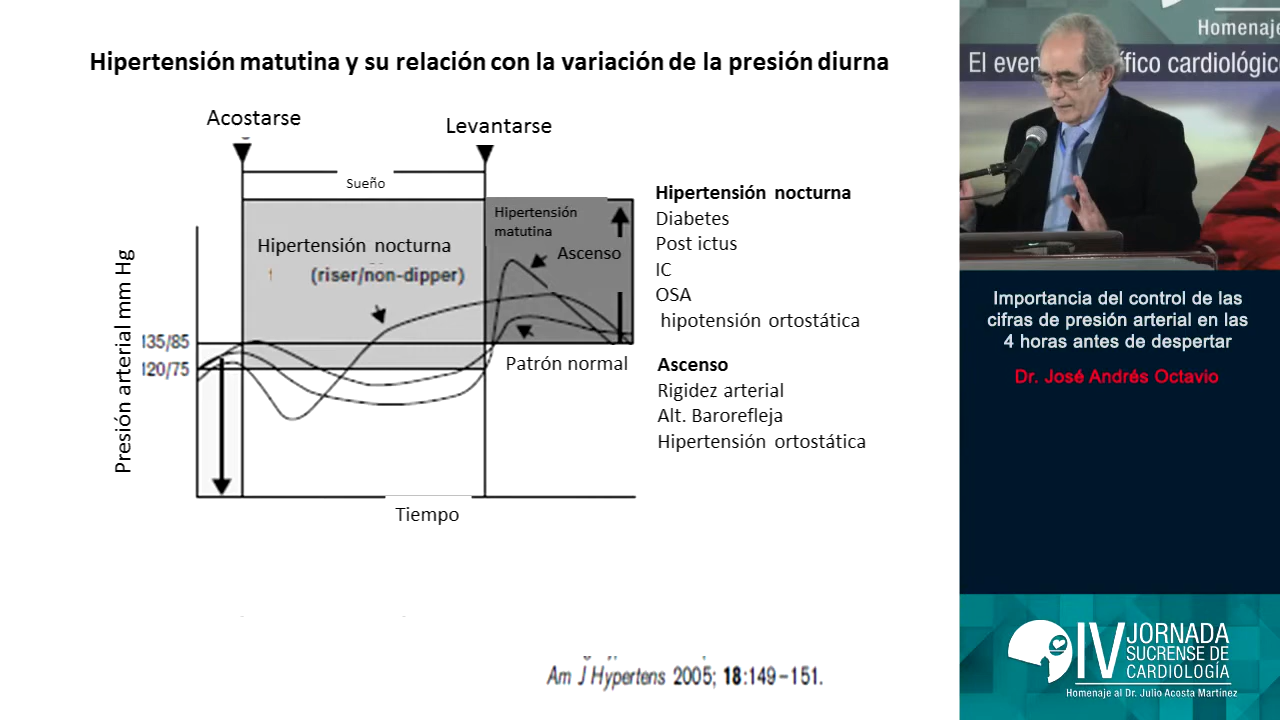 Hipertensión matutina y su relación con la variación de la presión diurna
Acostarse
Levantarse
Sueño
Hipertensión nocturna
(riser/non-dipper)
Hipertensión
matutina
Ascenso
Presión arterial mm Hg
135/85
120/75
Patrón normal
Tiempo
Hipertensión nocturna
Diabetes
Post ictus
IC
OSA
hipotensión ortostática
Ascenso
Rigidez arterial
Alt. Barorefleja
Hipertensión ortostática
Am J Hypertens 2005; 18:149–151.
Homenaje
El even fico cardiológic
Importancia del control de las
cifras de presión arterial en las
4 horas antes de despertar
Dr. José Andrés Octavio
IV JORNADA
SUCRENSE DE
CARDIOLOGÍA
Homenaje al Dr. Julio Acosta Martínez